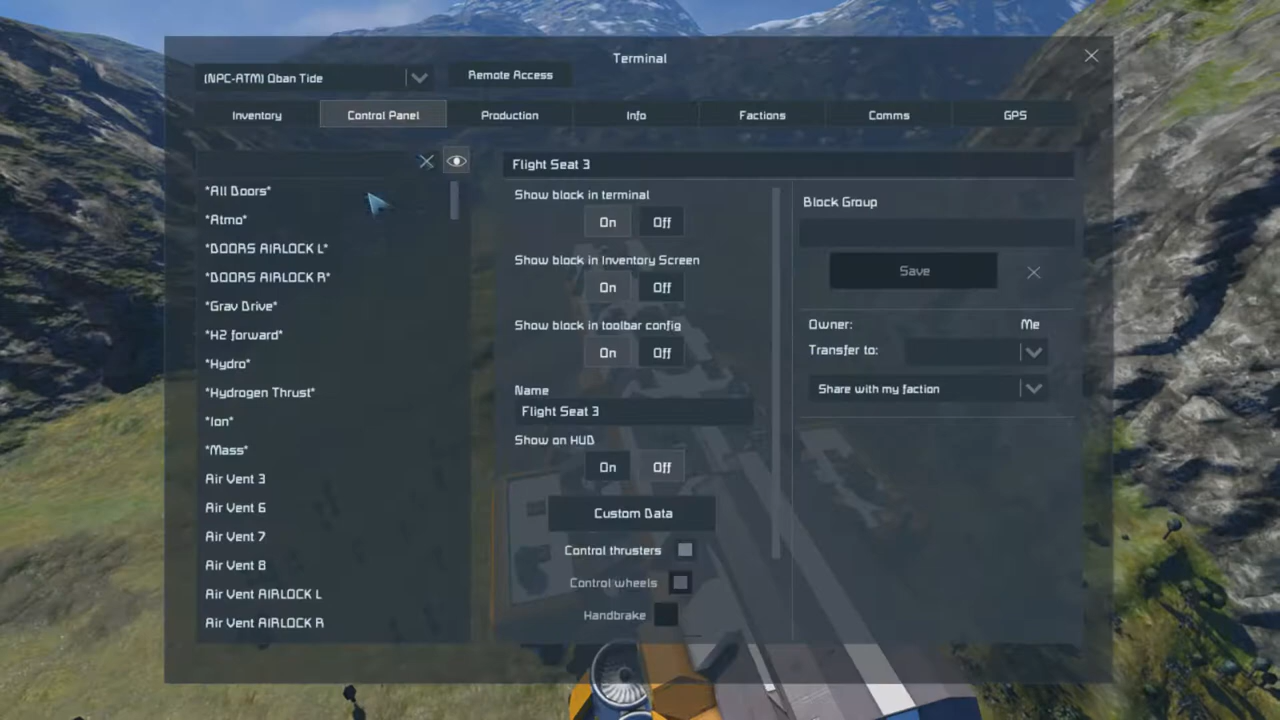 Terminal
(NPC-ATM) Oban Tide
Remote Access
Inventory
Control Panel
Production
Info
Factions
Comms
GPS
*All Doors*
*Atmo*
*DOORS AIRLOCK L*
*DOORS AIRLOCK R*
*Grav Drive*
*H2 forward*
*Hydro*
*Hydrogen Thrust*
*Ion*
*Mass*
Air Vent 3
Air Vent 6
Air Vent 7
Air Vent 8
Air Vent AIRLOCK L
Air Vent AIRLOCK R
Flight Seat 3
Show block in terminal
On Off
Show block in Inventory Screen
On Off
Show block in toolbar config
On Off
Name
Flight Seat 3
Show on HUD
On Off
Custom Data
Control thrusters
Control wheels
Handbrake
Block Group
Save
Owner: Me
Transfer to:
Share with my faction